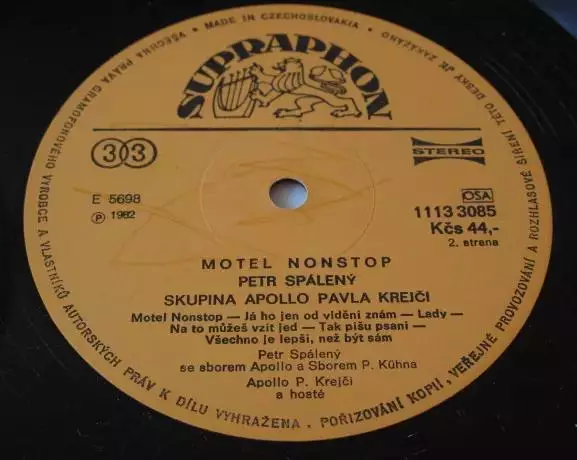 VŠECHNA PRÁVA GRAMOFONOVÉHO VÝROBCE A VLASTNÍKŮ AUTORSKÝCH PRÁV K DÍLU VYHRAŽENA. POŘIZOVÁNÍ KOPIÍ, VEŘEJNÉ PROVOZOVÁNÍ A ROZHLASOVÉ ŠÍŘENÍ TÉTO DESKY JE ZAKÁZÁNO
• MADE IN CZECHOSLOVAKIA •
SUPRAPHON
33
STEREO
E 5698
Ⓟ 1982
OSA
1113 3085
Kčs 44,-
2. strana
MOTEL NONSTOP
PETR SPÁLENÝ
SKUPINA APOLLO PAVLA KREJČI
Motel Nonstop — Já ho jen od vidění znám — Lady —
Na to můžeš vzít jed — Tak píšu psaní —
Všechno je lepši, než být sám
Petr Spálený
se sborem Apollo a Sborem P. Kühna
Apollo P. Krejči
a hosté